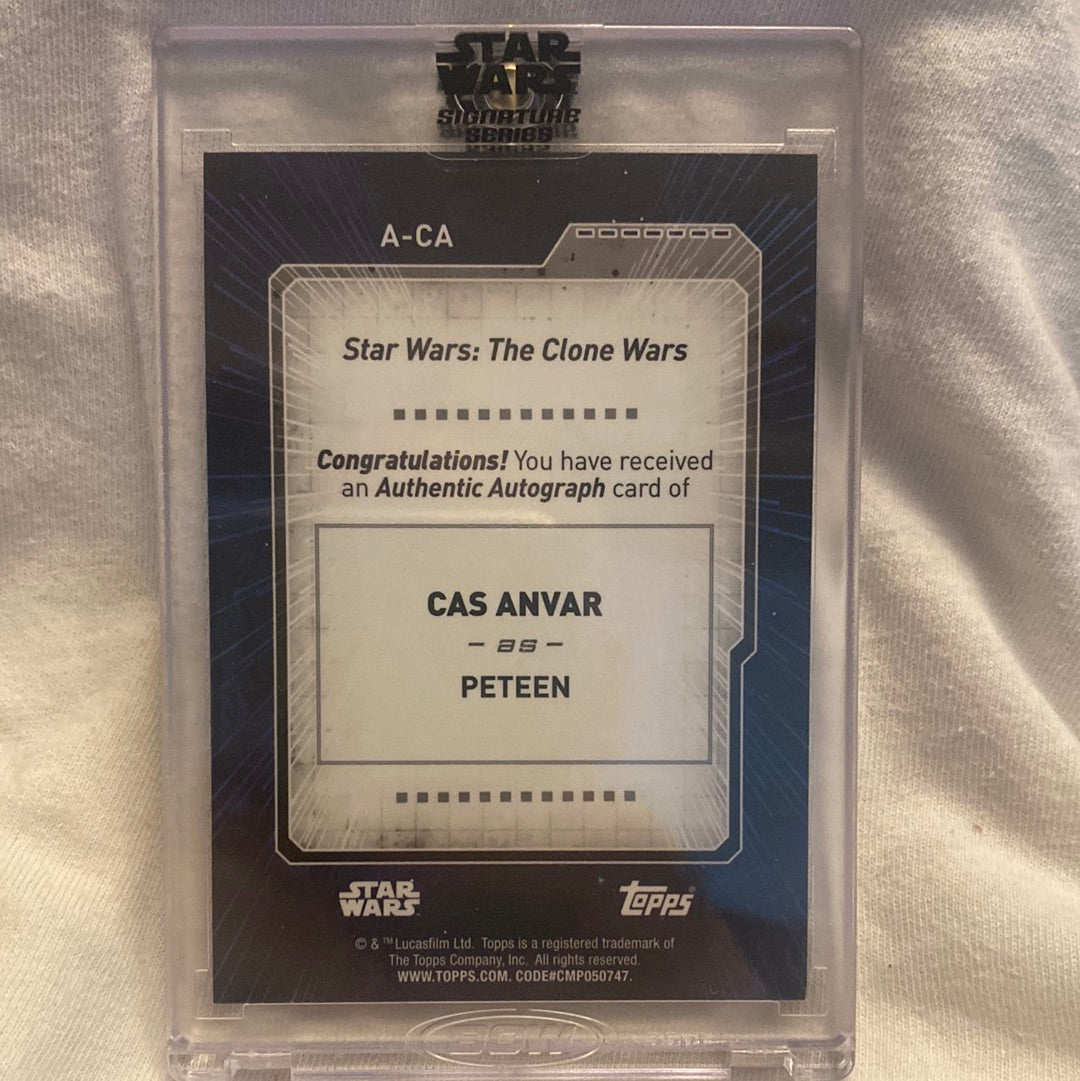 STAR
WARS
SIGNATURE
SERIES
A-CA
Star Wars: The Clone Wars
Congratulations! You have received
an Authentic Autograph card of
CAS ANVAR
- as -
PETEEN
STAR
WARS
topps®
© & ™ Lucasfilm Ltd. Topps is a registered trademark of
The Topps Company, Inc. All rights reserved.
WWW.TOPPS.COM. CODE#CMP050747.
BCW